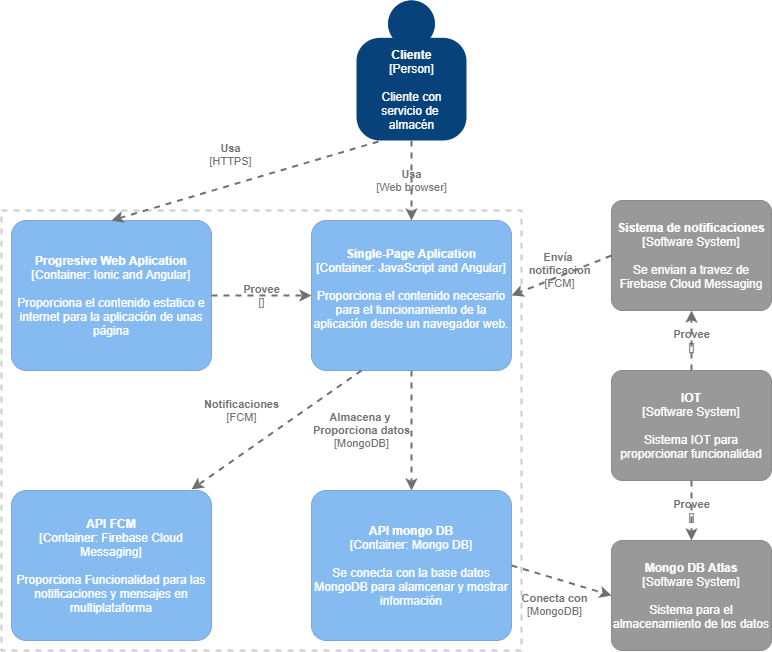 Cliente
[Person]
Cliente con
servicio de
almacén
Usa
[HTTPS]
Usa
[Web browser]
Progresive Web Aplication
[Container: Ionic and Angular]
Proporciona el contenido estatico e
internet para la aplicación de unas
página
Provee
[]
Single-Page Aplication
[Container: JavaScript and Angular]
Proporciona el contenido necesario
para el funcionamiento de la
aplicación desde un navegador web.
Envía
notificacion
[FCM]
Sistema de notificaciones
[Software System]
Se envian a travez de
Firebase Cloud Messaging
Provee
[]
IOT
[Software System]
Sistema IOT para
proporcionar funcionalidad
Notificaciones
[FCM]
Almacena y
Proporciona datos
[MongoDB]
Provee
[]
API FCM
[Container: Firebase Cloud
Messaging]
Proporciona Funcionalidad para las
notificaciones y mensajes en
multiplataforma
API mongo DB
[Container: Mongo DB]
Se conecta con la base datos
MongoDB para alamcenar y mostrar
información
Conecta con
[MongoDB]
Mongo DB Atlas
[Software System]
Sistema para el
almacenamiento de los datos